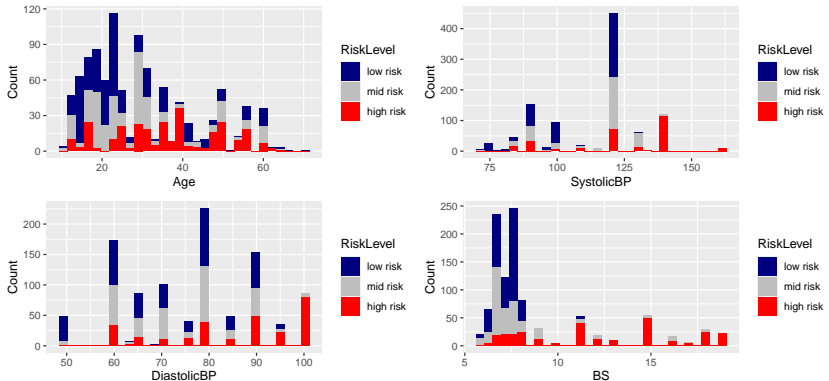 120
90
60
30
0
Count
20
40
60
Age
RiskLevel
low risk
mid risk
high risk
400
300
200
100
0
Count
75
100
125
150
SystolicBP
RiskLevel
low risk
mid risk
high risk
200
150
100
50
0
Count
50
60
70
80
90
100
DiastolicBP
RiskLevel
low risk
mid risk
high risk
250
200
150
100
50
0
Count
5
10
15
BS
RiskLevel
low risk
mid risk
high risk